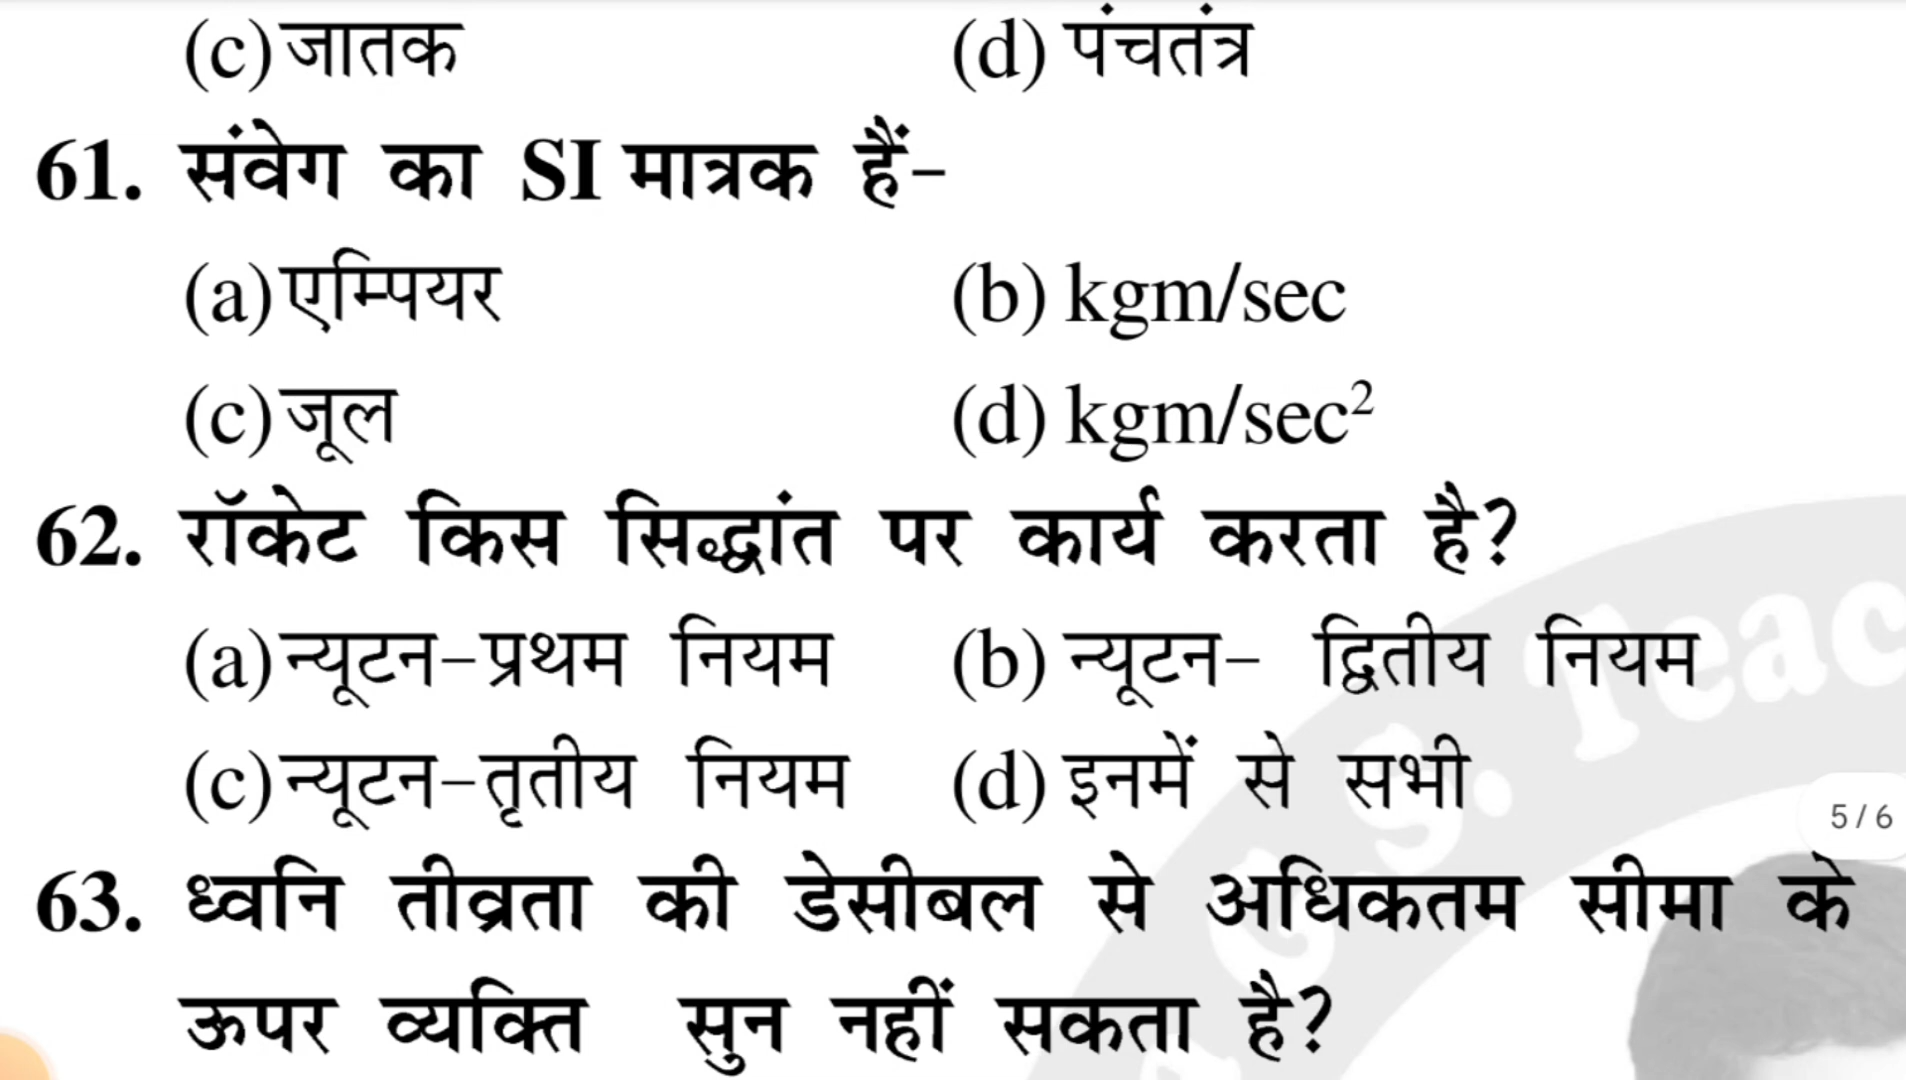 (c) जातक (d) पंचतंत्र
61. संवेग का SI मात्रक हैं-
(a) एम्पियर (b) kgm/sec
(c) जूल (d) kgm/sec²
62. रॉकेट किस सिद्धांत पर कार्य करता है?
(a) न्यूटन-प्रथम नियम (b) न्यूटन- द्वितीय नियम
(c) न्यूटन-तृतीय नियम (d) इनमें से सभी
5 / 6
63. ध्वनि तीव्रता की डेसीबल से अधिकतम सीमा के
ऊपर व्यक्ति सुन नहीं सकता है?